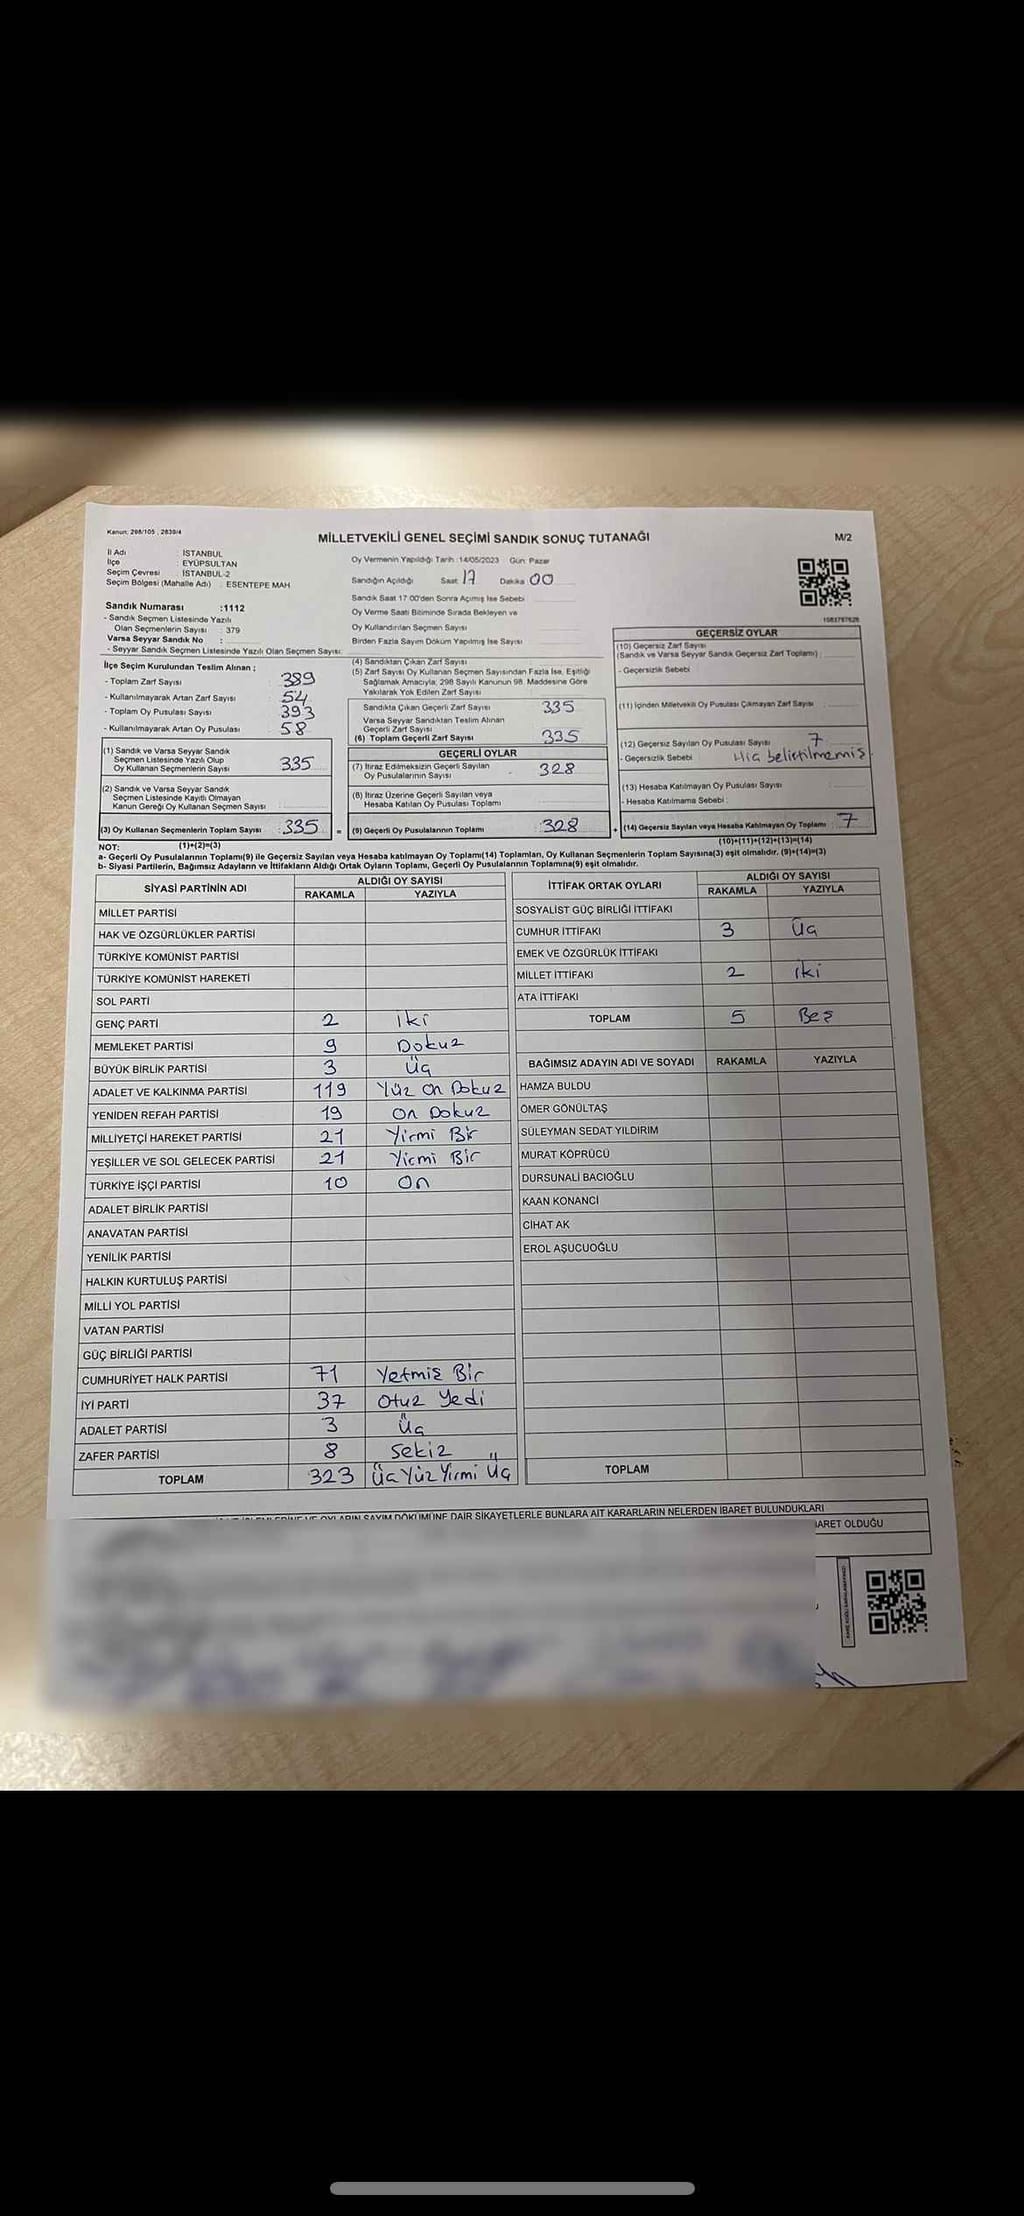 Kanun: 298/105 , 2839/4
MİLLETVEKİLİ GENEL SEÇİMİ SANDIK SONUÇ TUTANAĞI
M/2
İl Adı : İSTANBUL
İlçe : EYÜPSULTAN
Seçim Çevresi : İSTANBUL-2
Seçim Bölgesi (Mahalle Adı) : ESENTEPE MAH
Oy Vermenin Yapıldığı Tarih :14/05/2023 Gün: Pazar
Sandığın Açıldığı Saat: 17 Dakika 00
Sandık Saat 17:00'den Sonra Açımış İse Sebebi
Oy Verme Saati Bitiminde Sırada Bekleyen ve
Oy Kullandırılan Seçmen Sayısı
Birden Fazla Sayım Döküm Yapılmış İse Sayısı
1583787626
Sandık Numarası :1112
- Sandık Seçmen Listesinde Yazılı
Olan Seçmenlerin Sayısı : 379
Varsa Seyyar Sandık No :
- Seyyar Sandık Seçmen Listesinde Yazılı Olan Seçmen Sayısı:
İlçe Seçim Kurulundan Teslim Alınan ;
- Toplam Zarf Sayısı : 389
- Kullanılmayarak Artan Zarf Sayısı : 54
- Toplam Oy Pusulası Sayısı : 393
- Kullanılmayarak Artan Oy Pusulası : 58
(1) Sandık ve Varsa Seyyar Sandık
Seçmen Listesinde Yazılı Olup
Oy Kullanan Seçmenlerin Sayısı : 335
(2) Sandık ve Varsa Seyyar Sandık
Seçmen Listesinde Kayıtlı Olmayan
Kanun Gereği Oy Kullanan Seçmen Sayısı :
(3) Oy Kullanan Seçmenlerin Toplam Sayısı : 335 =
(1)+(2)=(3)
(4) Sandıktan Çıkan Zarf Sayısı
(5) Zarf Sayısı Oy Kullanan Seçmen Sayısından Fazla İse, Eşitliği
Sağlamak Amacıyla; 298 Sayılı Kanunun 98. Maddesine Göre
Yakılarak Yok Edilen Zarf Sayısı
Sandıkta Çıkan Geçerli Zarf Sayısı 335
Varsa Seyyar Sandıktan Teslim Alınan
Geçerli Zarf Sayısı
(6) Toplam Geçerli Zarf Sayısı 335
GEÇERLİ OYLAR
(7) İtiraz Edilmeksizin Geçerli Sayılan
Oy Pusulalarının Sayısı 328
(8) İtiraz Üzerine Geçerli Sayılan veya
Hesaba Katılan Oy Pusulası Toplamı
(9) Geçerli Oy Pusulalarının Toplamı 328 +
GEÇERSİZ OYLAR
(10) Geçersiz Zarf Sayısı
(Sandık ve Varsa Seyyar Sandık Geçersiz Zarf Toplamı) :
- Geçersizlik Sebebi
(11) İçinden Milletvekili Oy Pusulası Çıkmayan Zarf Sayısı :
(12) Geçersiz Sayılan Oy Pusulası Sayısı : 7
- Geçersizlik Sebebi Hiç belirtilmemiş
(13) Hesaba Katılmayan Oy Pusulası Sayısı
- Hesaba Katılmama Sebebi :
(14) Geçersiz Sayılan veya Hesaba Katılmayan Oy Toplamı : 7
(10)+(11)+(12)+(13)=(14)
NOT:
a- Geçerli Oy Pusulalarının Toplamı(9) ile Geçersiz Sayılan veya Hesaba katılmayan Oy Toplamı(14) Toplamları, Oy Kullanan Seçmenlerin Toplam Sayısına(3) eşit olmalıdır. (9)+(14)=(3)
b- Siyasi Partilerin, Bağımsız Adayların ve İttifakların Aldığı Ortak Oyların Toplamı, Geçerli Oy Pusulalarının Toplamına(9) eşit olmalıdır.
SİYASİ PARTİNİN ADI ALDIĞI OY SAYISI
RAKAMLA YAZIYLA
MİLLET PARTİSİ
HAK VE ÖZGÜRLÜKLER PARTİSİ
TÜRKİYE KOMÜNİST PARTİSİ
TÜRKİYE KOMÜNİST HAREKETİ
SOL PARTİ
GENÇ PARTİ 2 İki
MEMLEKET PARTİSİ 9 Dokuz
BÜYÜK BİRLİK PARTİSİ 3 Üç
ADALET VE KALKINMA PARTİSİ 119 Yüz On Dokuz
YENİDEN REFAH PARTİSİ 19 On Dokuz
MİLLİYETÇİ HAREKET PARTİSİ 21 Yirmi Bir
YEŞİLLER VE SOL GELECEK PARTİSİ 21 Yirmi Bir
TÜRKİYE İŞÇİ PARTİSİ 10 On
ADALET BİRLİK PARTİSİ
ANAVATAN PARTİSİ
YENİLİK PARTİSİ
HALKIN KURTULUŞ PARTİSİ
MİLLİ YOL PARTİSİ
VATAN PARTİSİ
GÜÇ BİRLİĞİ PARTİSİ
CUMHURİYET HALK PARTİSİ 71 Yetmiş Bir
İYİ PARTİ 37 Otuz Yedi
ADALET PARTİSİ 3 Üç
ZAFER PARTİSİ 8 Sekiz
TOPLAM 323 Üç Yüz Yirmi Üç
İTTİFAK ORTAK OYLARI ALDIĞI OY SAYISI
RAKAMLA YAZIYLA
SOSYALİST GÜÇ BİRLİĞİ İTTİFAKI
CUMHUR İTTİFAKI 3 Üç
EMEK VE ÖZGÜRLÜK İTTİFAKI
MİLLET İTTİFAKI 2 İki
ATA İTTİFAKI
TOPLAM 5 Beş
BAĞIMSIZ ADAYIN ADI VE SOYADI RAKAMLA YAZIYLA
HAMZA BULDU
ÖMER GÖNÜLTAŞ
SÜLEYMAN SEDAT YILDIRIM
MURAT KÖPRÜCÜ
DURSUNALİ BACIOĞLU
KAAN KONANCİ
CİHAT AK
EROL AŞUCUOĞLU
TOPLAM
OYLARIN SAYIM DÖKÜMÜNE DAİR ŞİKAYETLERLE BUNLARA AİT KARARLARIN NELERDEN İBARET BULUNDUKLARI
BARET OLDUĞU